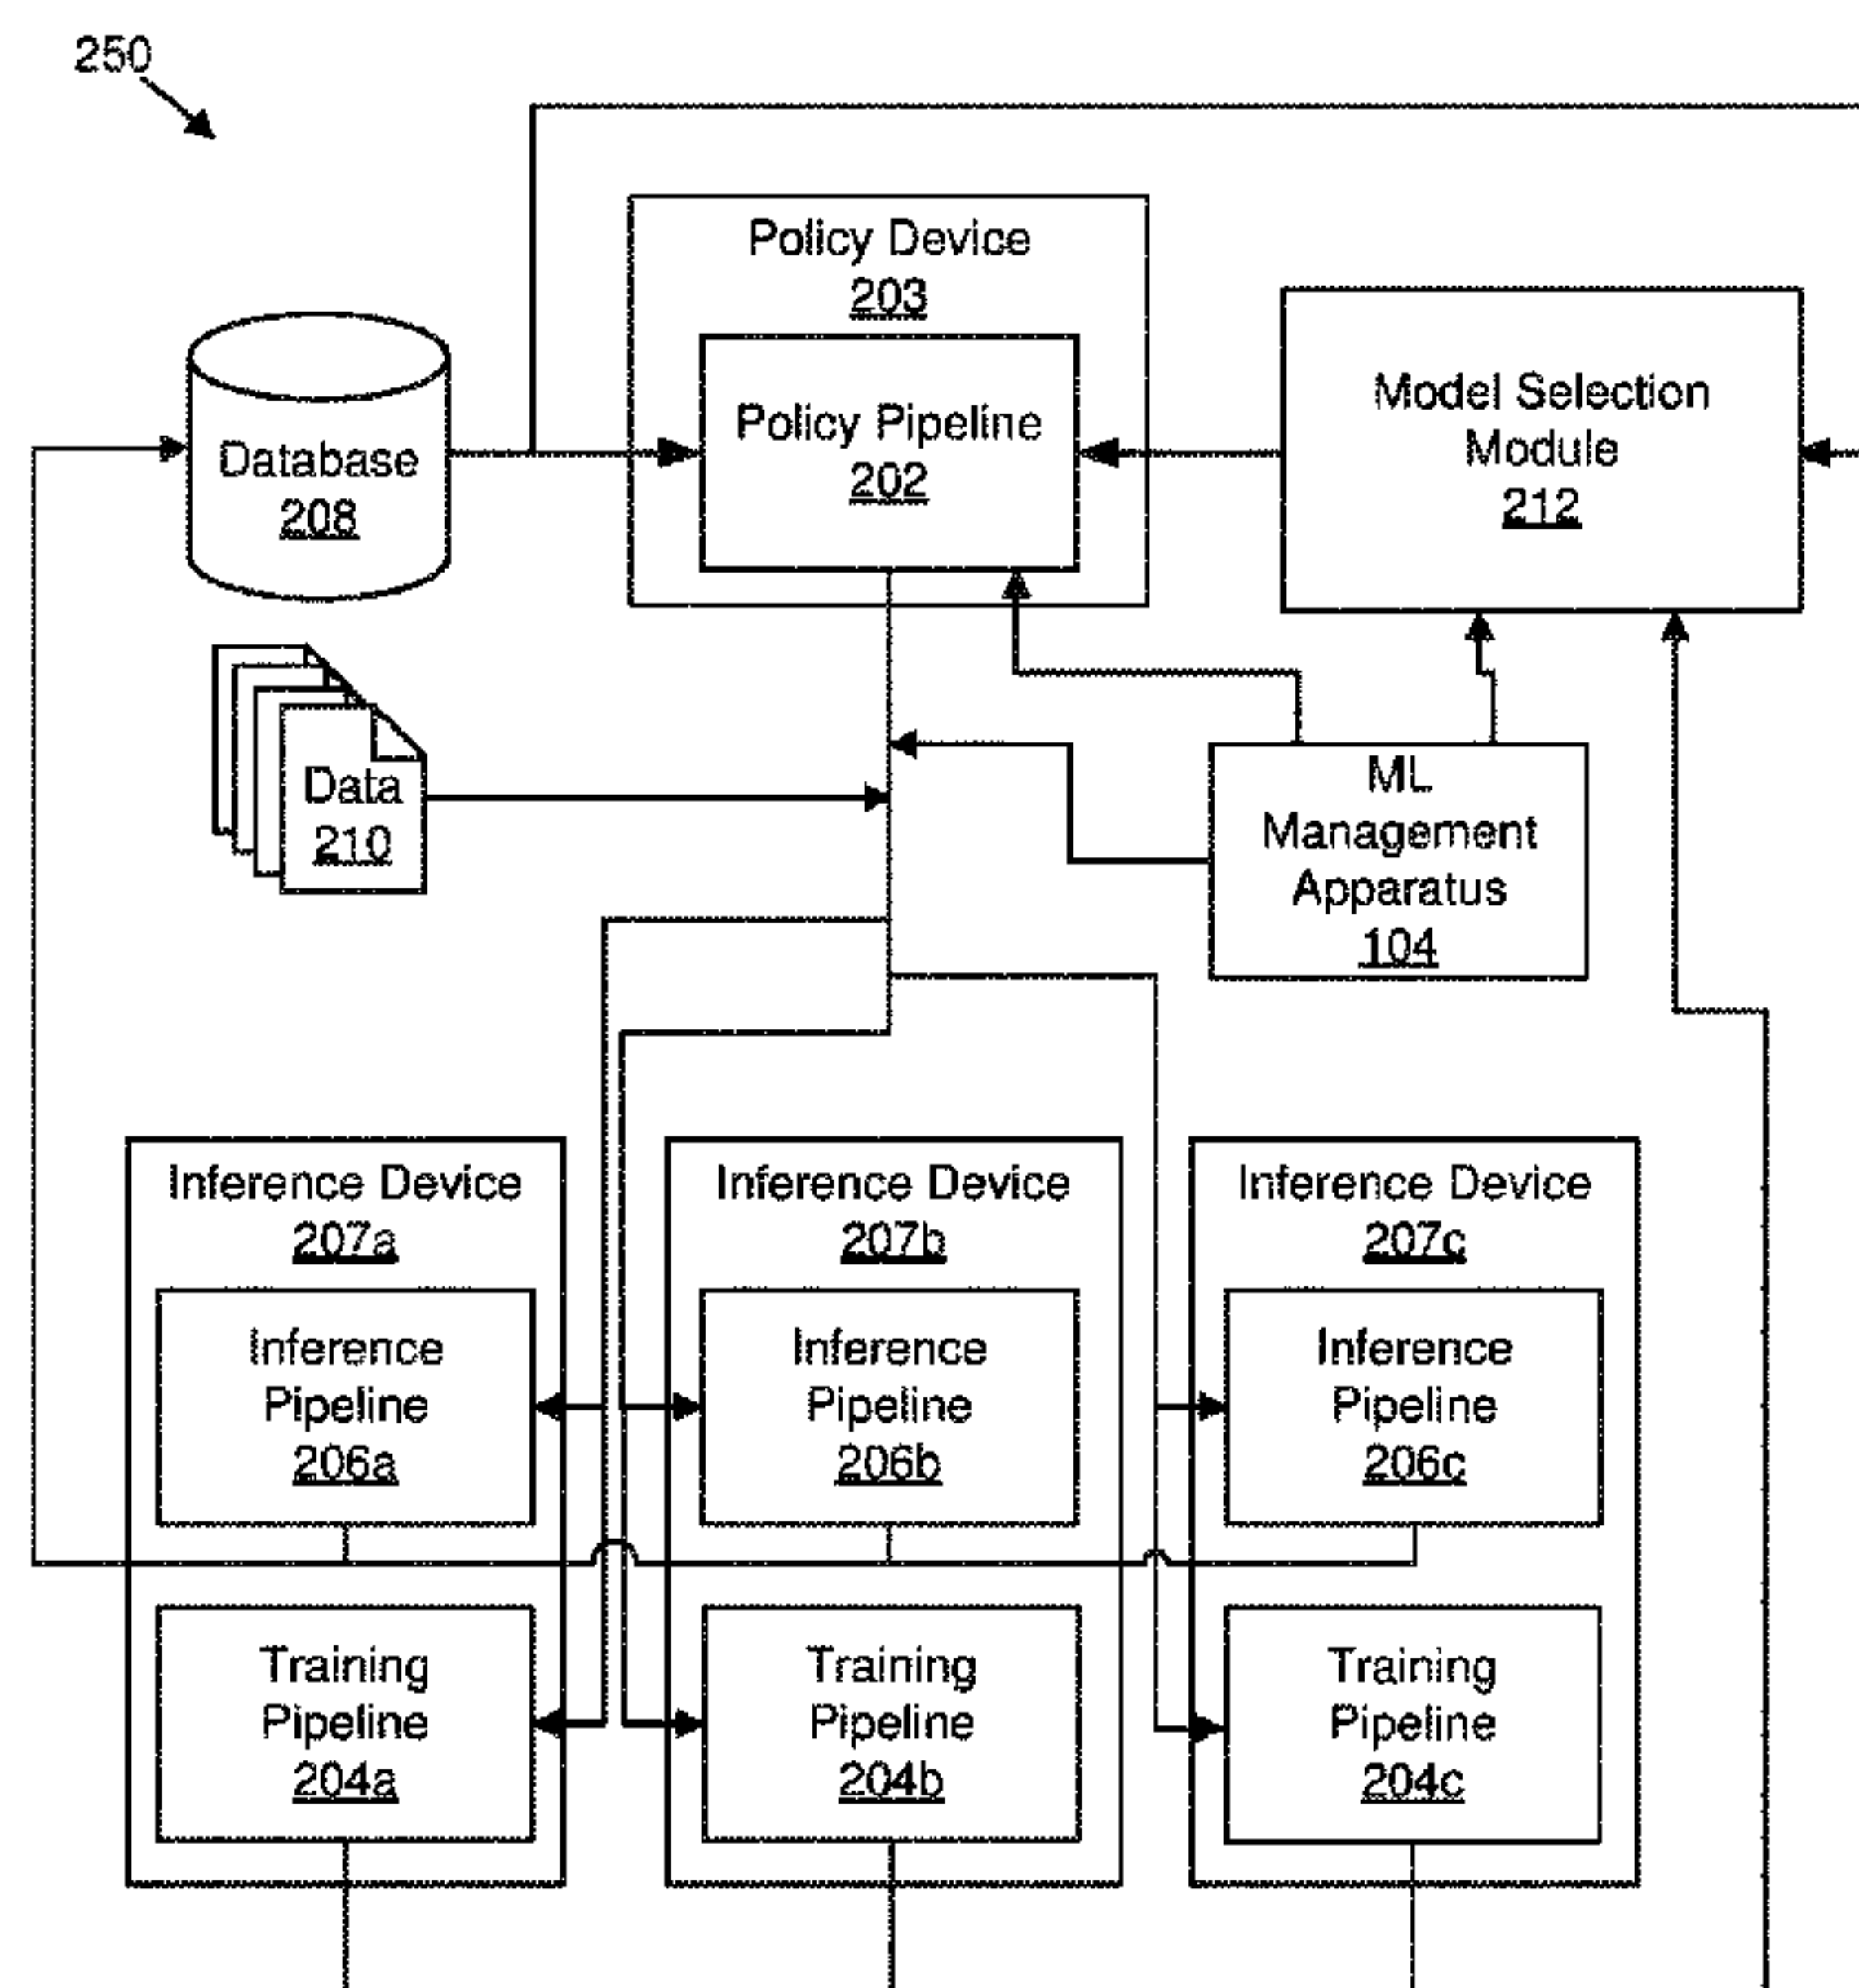 250
Policy Device
203
Policy Pipeline
202
Database
208
Model Selection
Module
212
Data
210
ML
Management
Apparatus
104
Inference Device
207a
Inference
Pipeline
206a
Training
Pipeline
204a
Inference Device
207b
Inference
Pipeline
206b
Training
Pipeline
204b
Inference Device
207c
Inference
Pipeline
206c
Training
Pipeline
204c